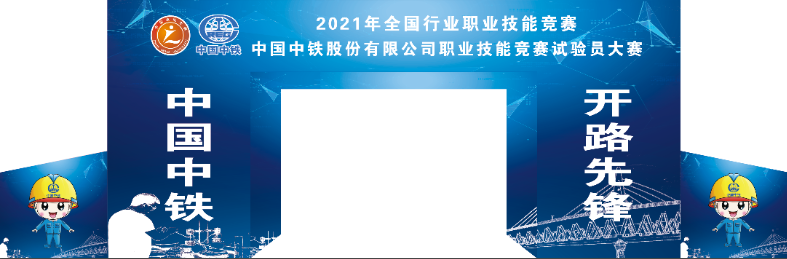 2021年全国行业职业技能竞赛
中国中铁
中国中铁股份有限公司职业技能竞赛试验员大赛
中国中铁
开路先锋